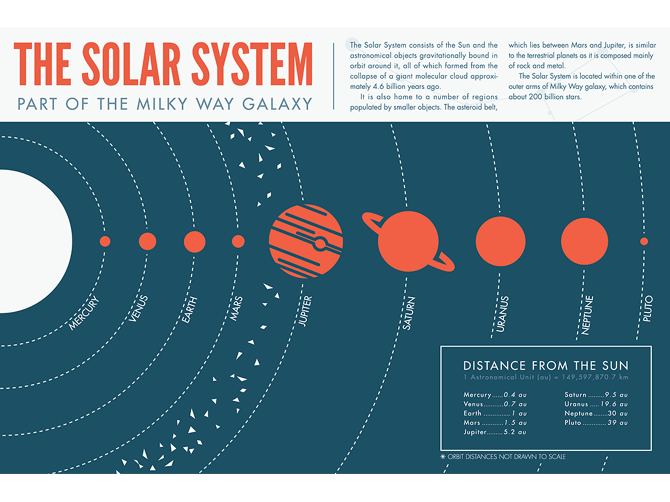 THE SOLAR SYSTEM
PART OF THE MILKY WAY GALAXY
The Solar System consists of the Sun and the
astronomical objects gravitationally bound in
orbit around it, all of which formed from the
collapse of a giant molecular cloud approxi-
mately 4.6 billion years ago.
It is also home to a number of regions
populated by smaller objects. The asteroid belt,
which lies between Mars and Jupiter, is similar
to the terrestrial planets as it is composed mainly
of rock and metal.
The Solar System is located within one of the
outer arms of Milky Way galaxy, which contains
about 200 billion stars.
MERCURY
VENUS
EARTH
MARS
JUPITER
SATURN
URANUS
NEPTUNE
PLUTO
DISTANCE FROM THE SUN
1 Astronomical Unit (au) = 149,597,870.7 km
Mercury.....0.4 au
Venus..........0.7 au
Earth ............1 au
Mars ..........1.5 au
Jupiter........5.2 au
Saturn ........9.5 au
Uranus .....19.6 au
Neptune......30 au
Pluto ............39 au
✳ ORBIT DISTANCES NOT DRAWN TO SCALE